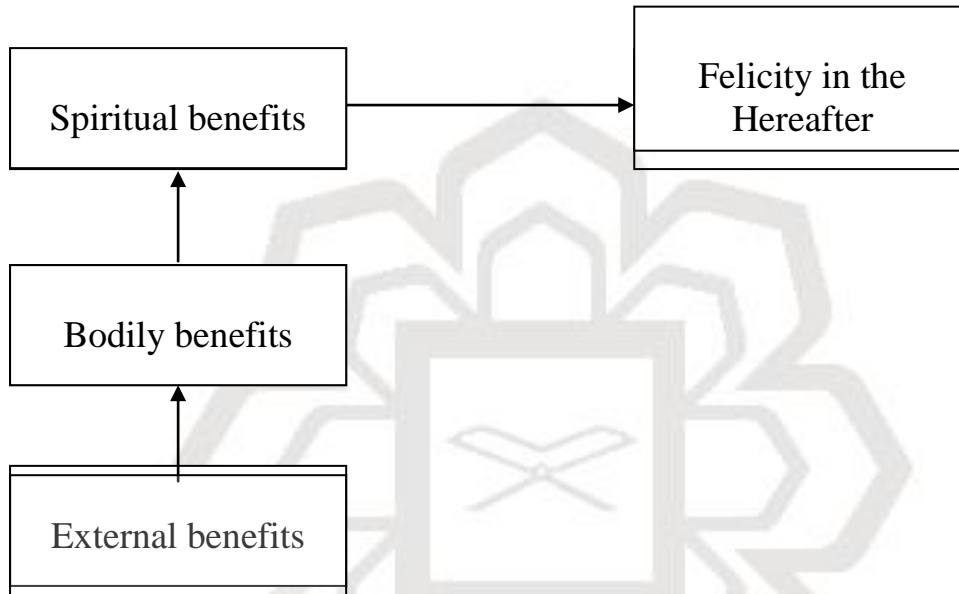 Spiritual benefits
Felicity in the
Hereafter
Bodily benefits
External benefits